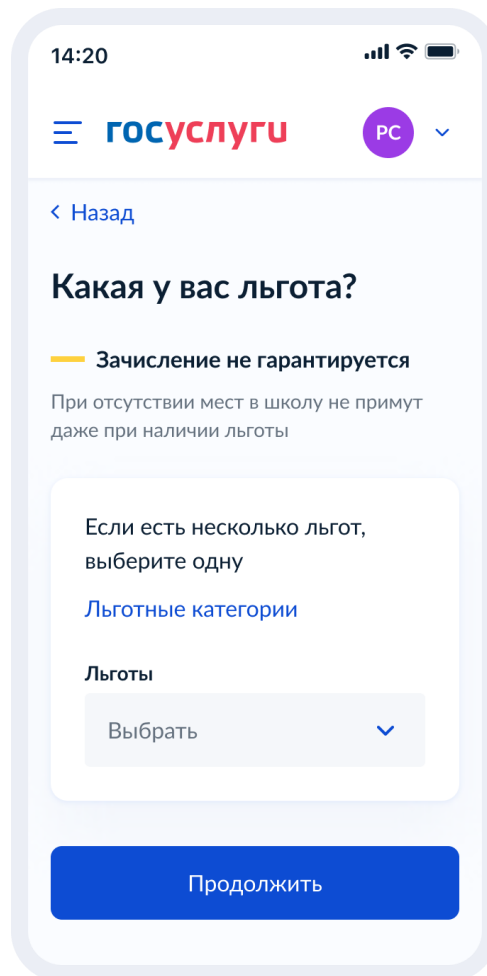 14:20
госуслуги
РС
Назад
Какая у вас льгота?
Зачисление не гарантируется
При отсутствии мест в школу не примут
даже при наличии льготы
Если есть несколько льгот,
выберите одну
Льготные категории
Льготы
Выбрать
Продолжить